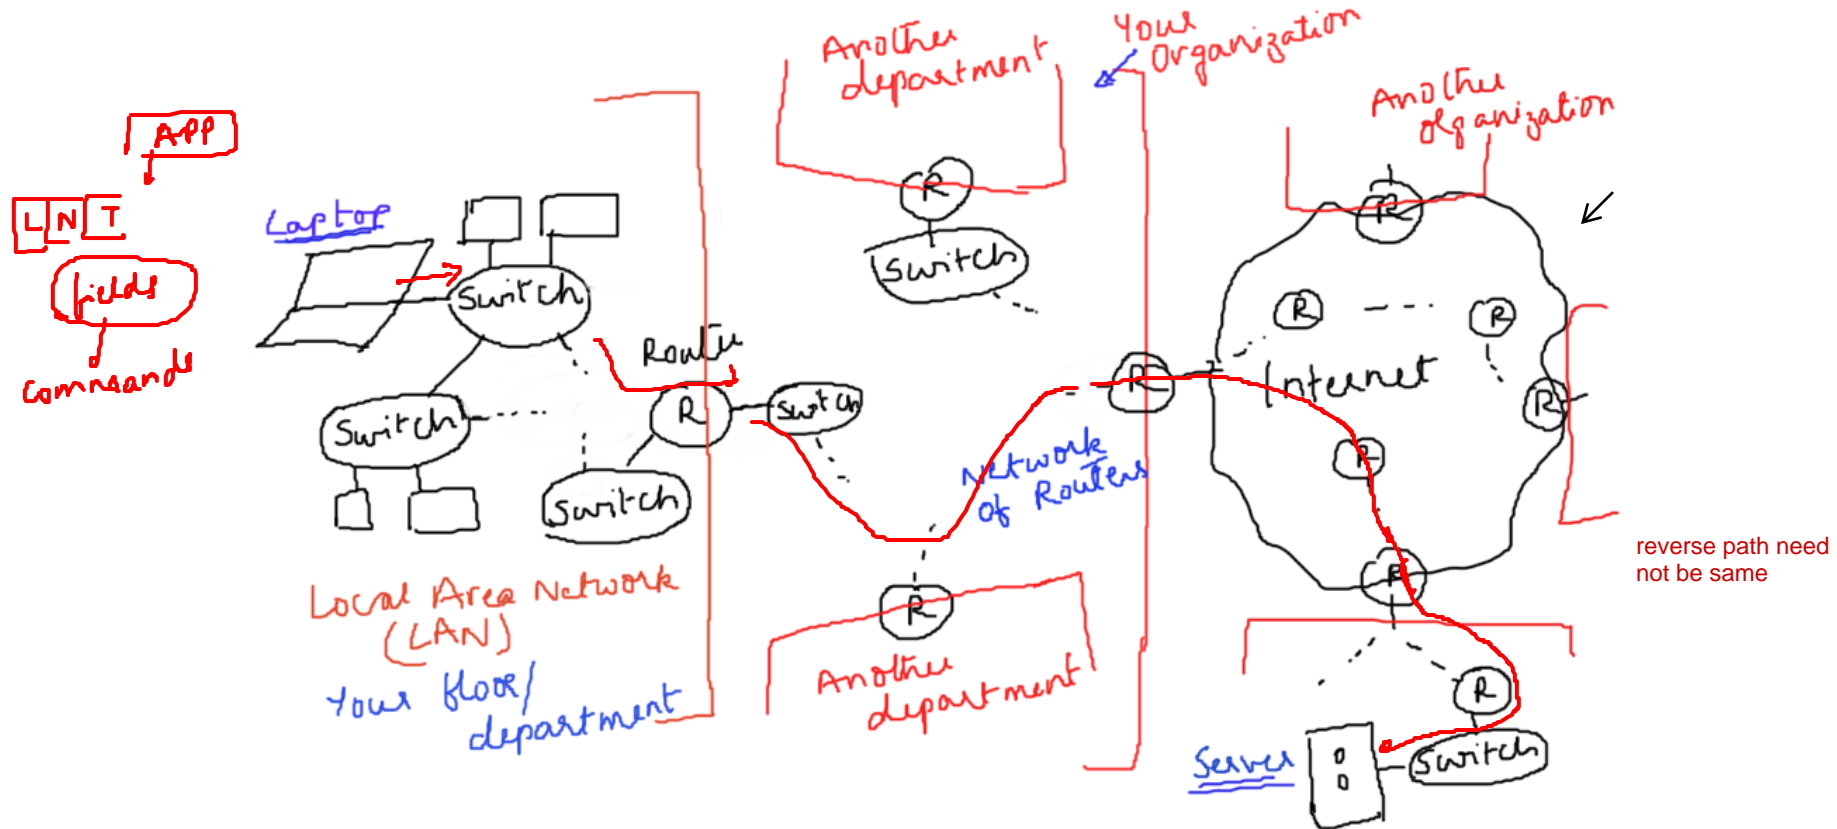 APP
L N T
fields
Commands
Laptop
Switch
Switch
Switch
Router
R
Switch
Local Area Network
(LAN)
Your floor/
department
Another
department
R
Switch
Your
Organization
Network
of Routers
R
Another
department
R
Another
organization
R
R
R
Internet
R
R
R
R
Switch
Server
reverse path need
not be same